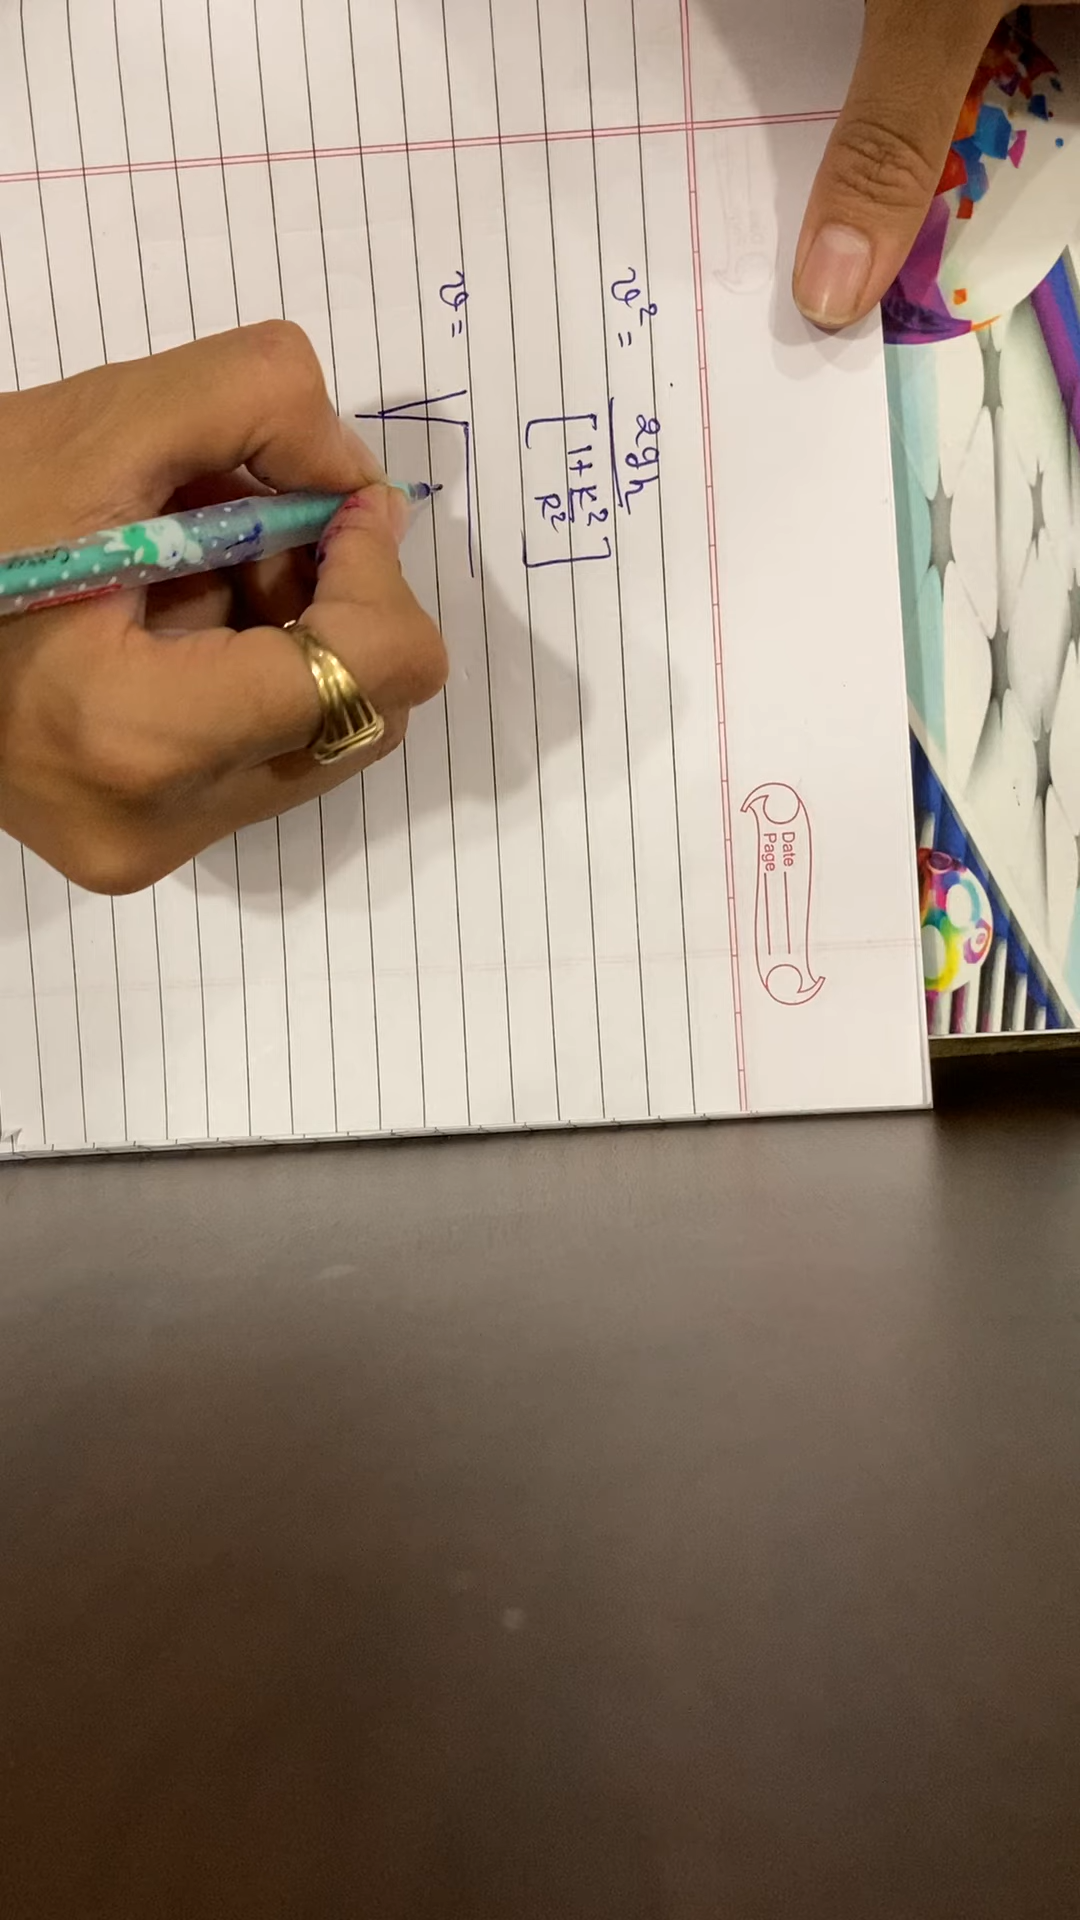 Date
Page
v² = 2gh / [1 + K²/R²]
v = √